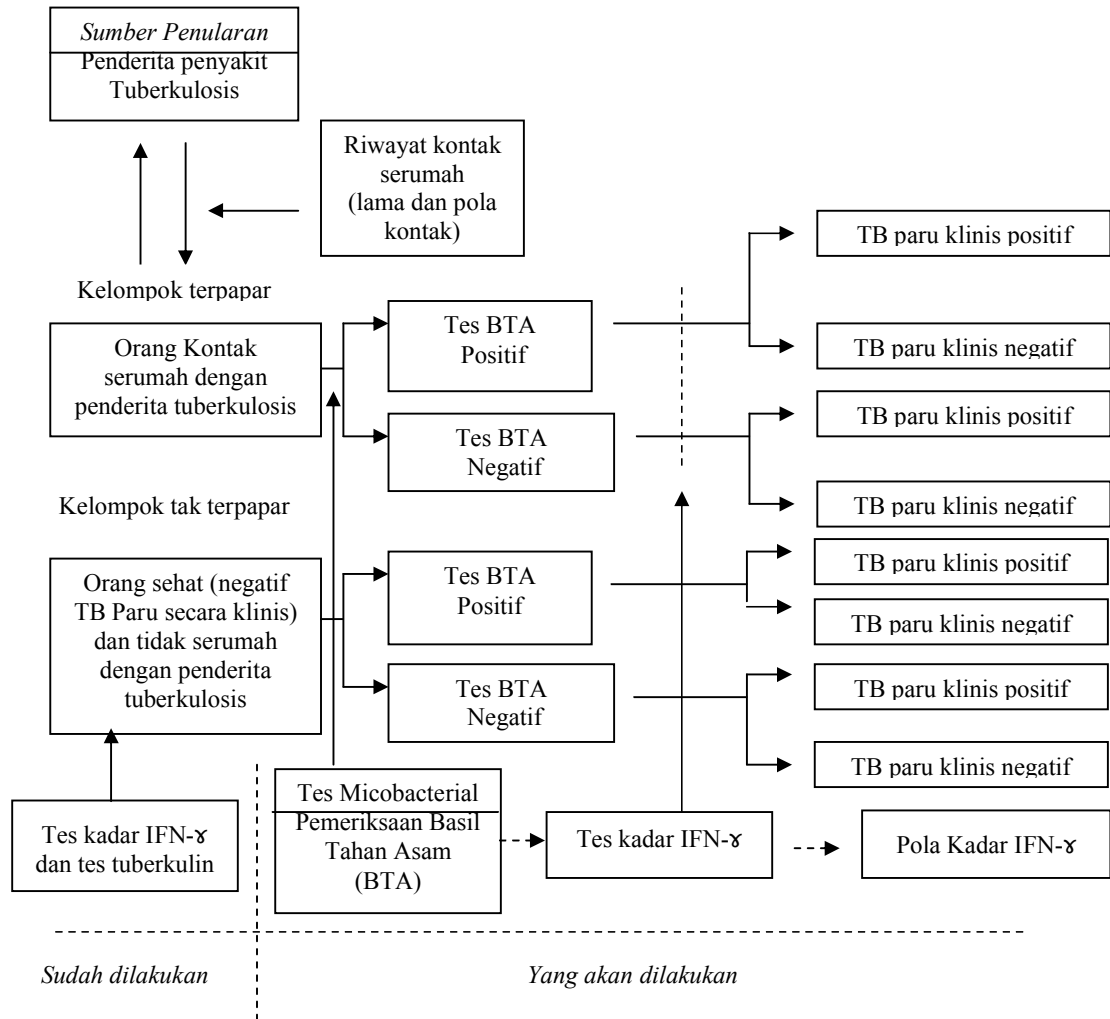 Sumber Penularan
Penderita penyakit
Tuberkulosis
Riwayat kontak
serumah
(lama dan pola
kontak)
Kelompok terpapar
Orang Kontak
serumah dengan
penderita tuberkulosis
Tes BTA
Positif
Tes BTA
Negatif
TB paru klinis positif
TB paru klinis negatif
TB paru klinis positif
TB paru klinis negatif
Kelompok tak terpapar
Orang sehat (negatif
TB Paru secara klinis)
dan tidak serumah
dengan penderita
tuberkulosis
Tes BTA
Positif
Tes BTA
Negatif
TB paru klinis positif
TB paru klinis negatif
TB paru klinis positif
TB paru klinis negatif
Tes kadar IFN-ɤ
dan tes tuberkulin
Tes Micobacterial
Pemeriksaan Basil
Tahan Asam
(BTA)
Tes kadar IFN-ɤ
Pola Kadar IFN-ɤ
Sudah dilakukan
Yang akan dilakukan